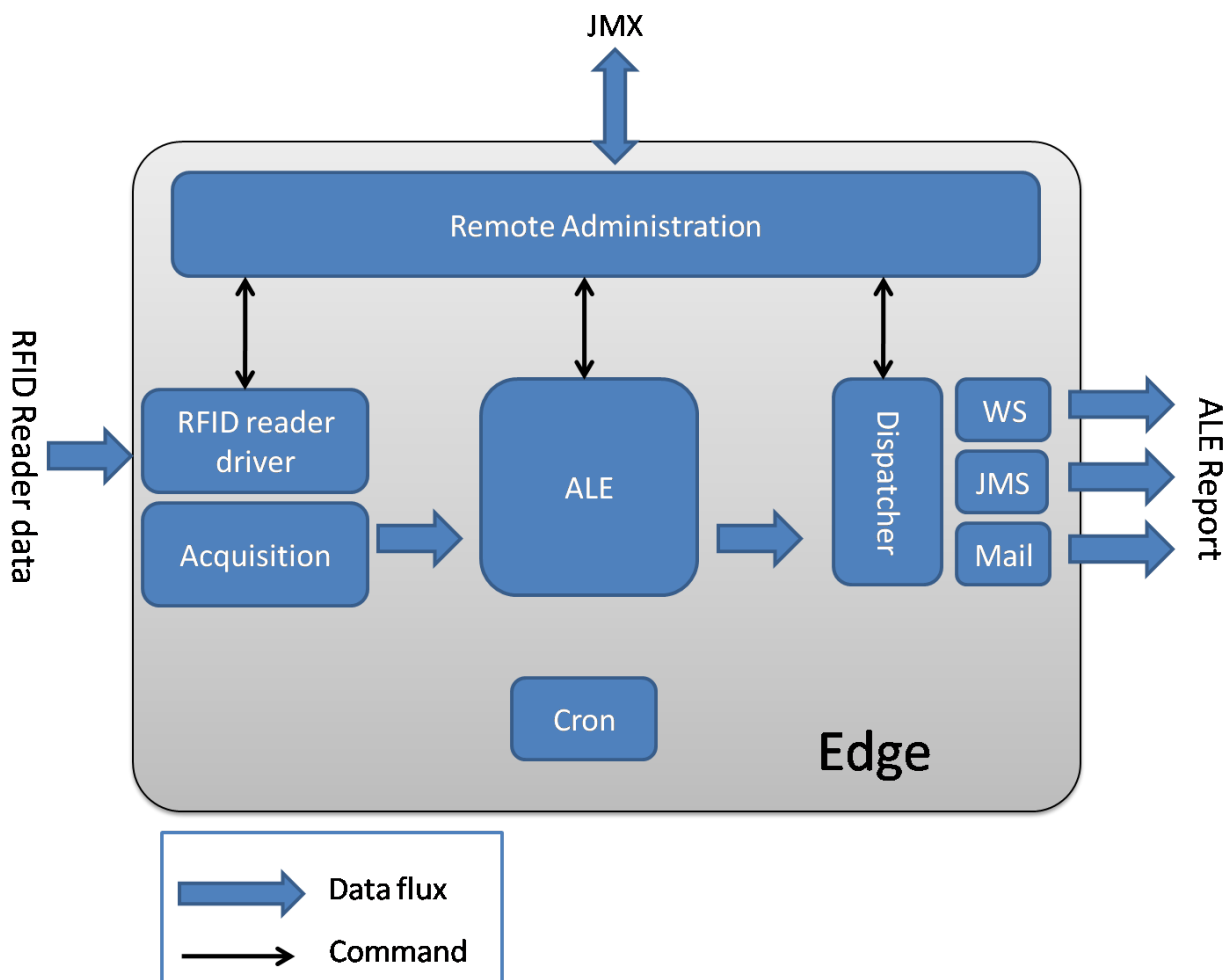 JMX
Remote Administration
RFID Reader data
RFID reader
driver
Acquisition
ALE
Dispatcher
WS
JMS
Mail
ALE Report
Cron
Edge
Data flux
Command